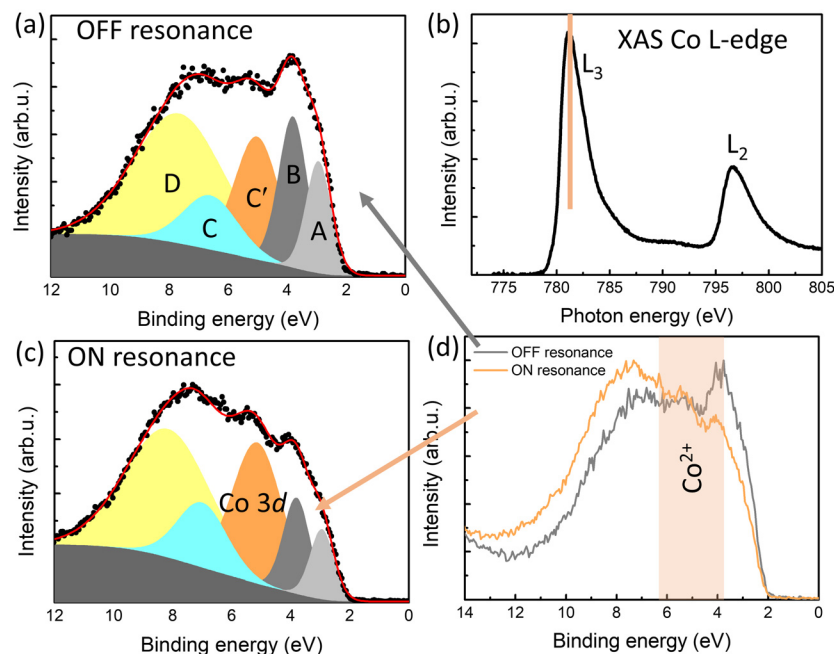 (a) OFF resonance
Intensity (arb.u.)
D
C
C′
B
A
12 10 8 6 4 2 0
Binding energy (eV)
(b) XAS Co L-edge
Intensity (arb.u.)
L3
L2
775 780 785 790 795 800 805
Photon energy (eV)
(c) ON resonance
Intensity (arb.u.)
Co 3d
12 10 8 6 4 2 0
Binding energy (eV)
(d)
OFF resonance
ON resonance
Intensity (arb.u.)
Co2+
14 12 10 8 6 4 2 0
Binding energy (eV)